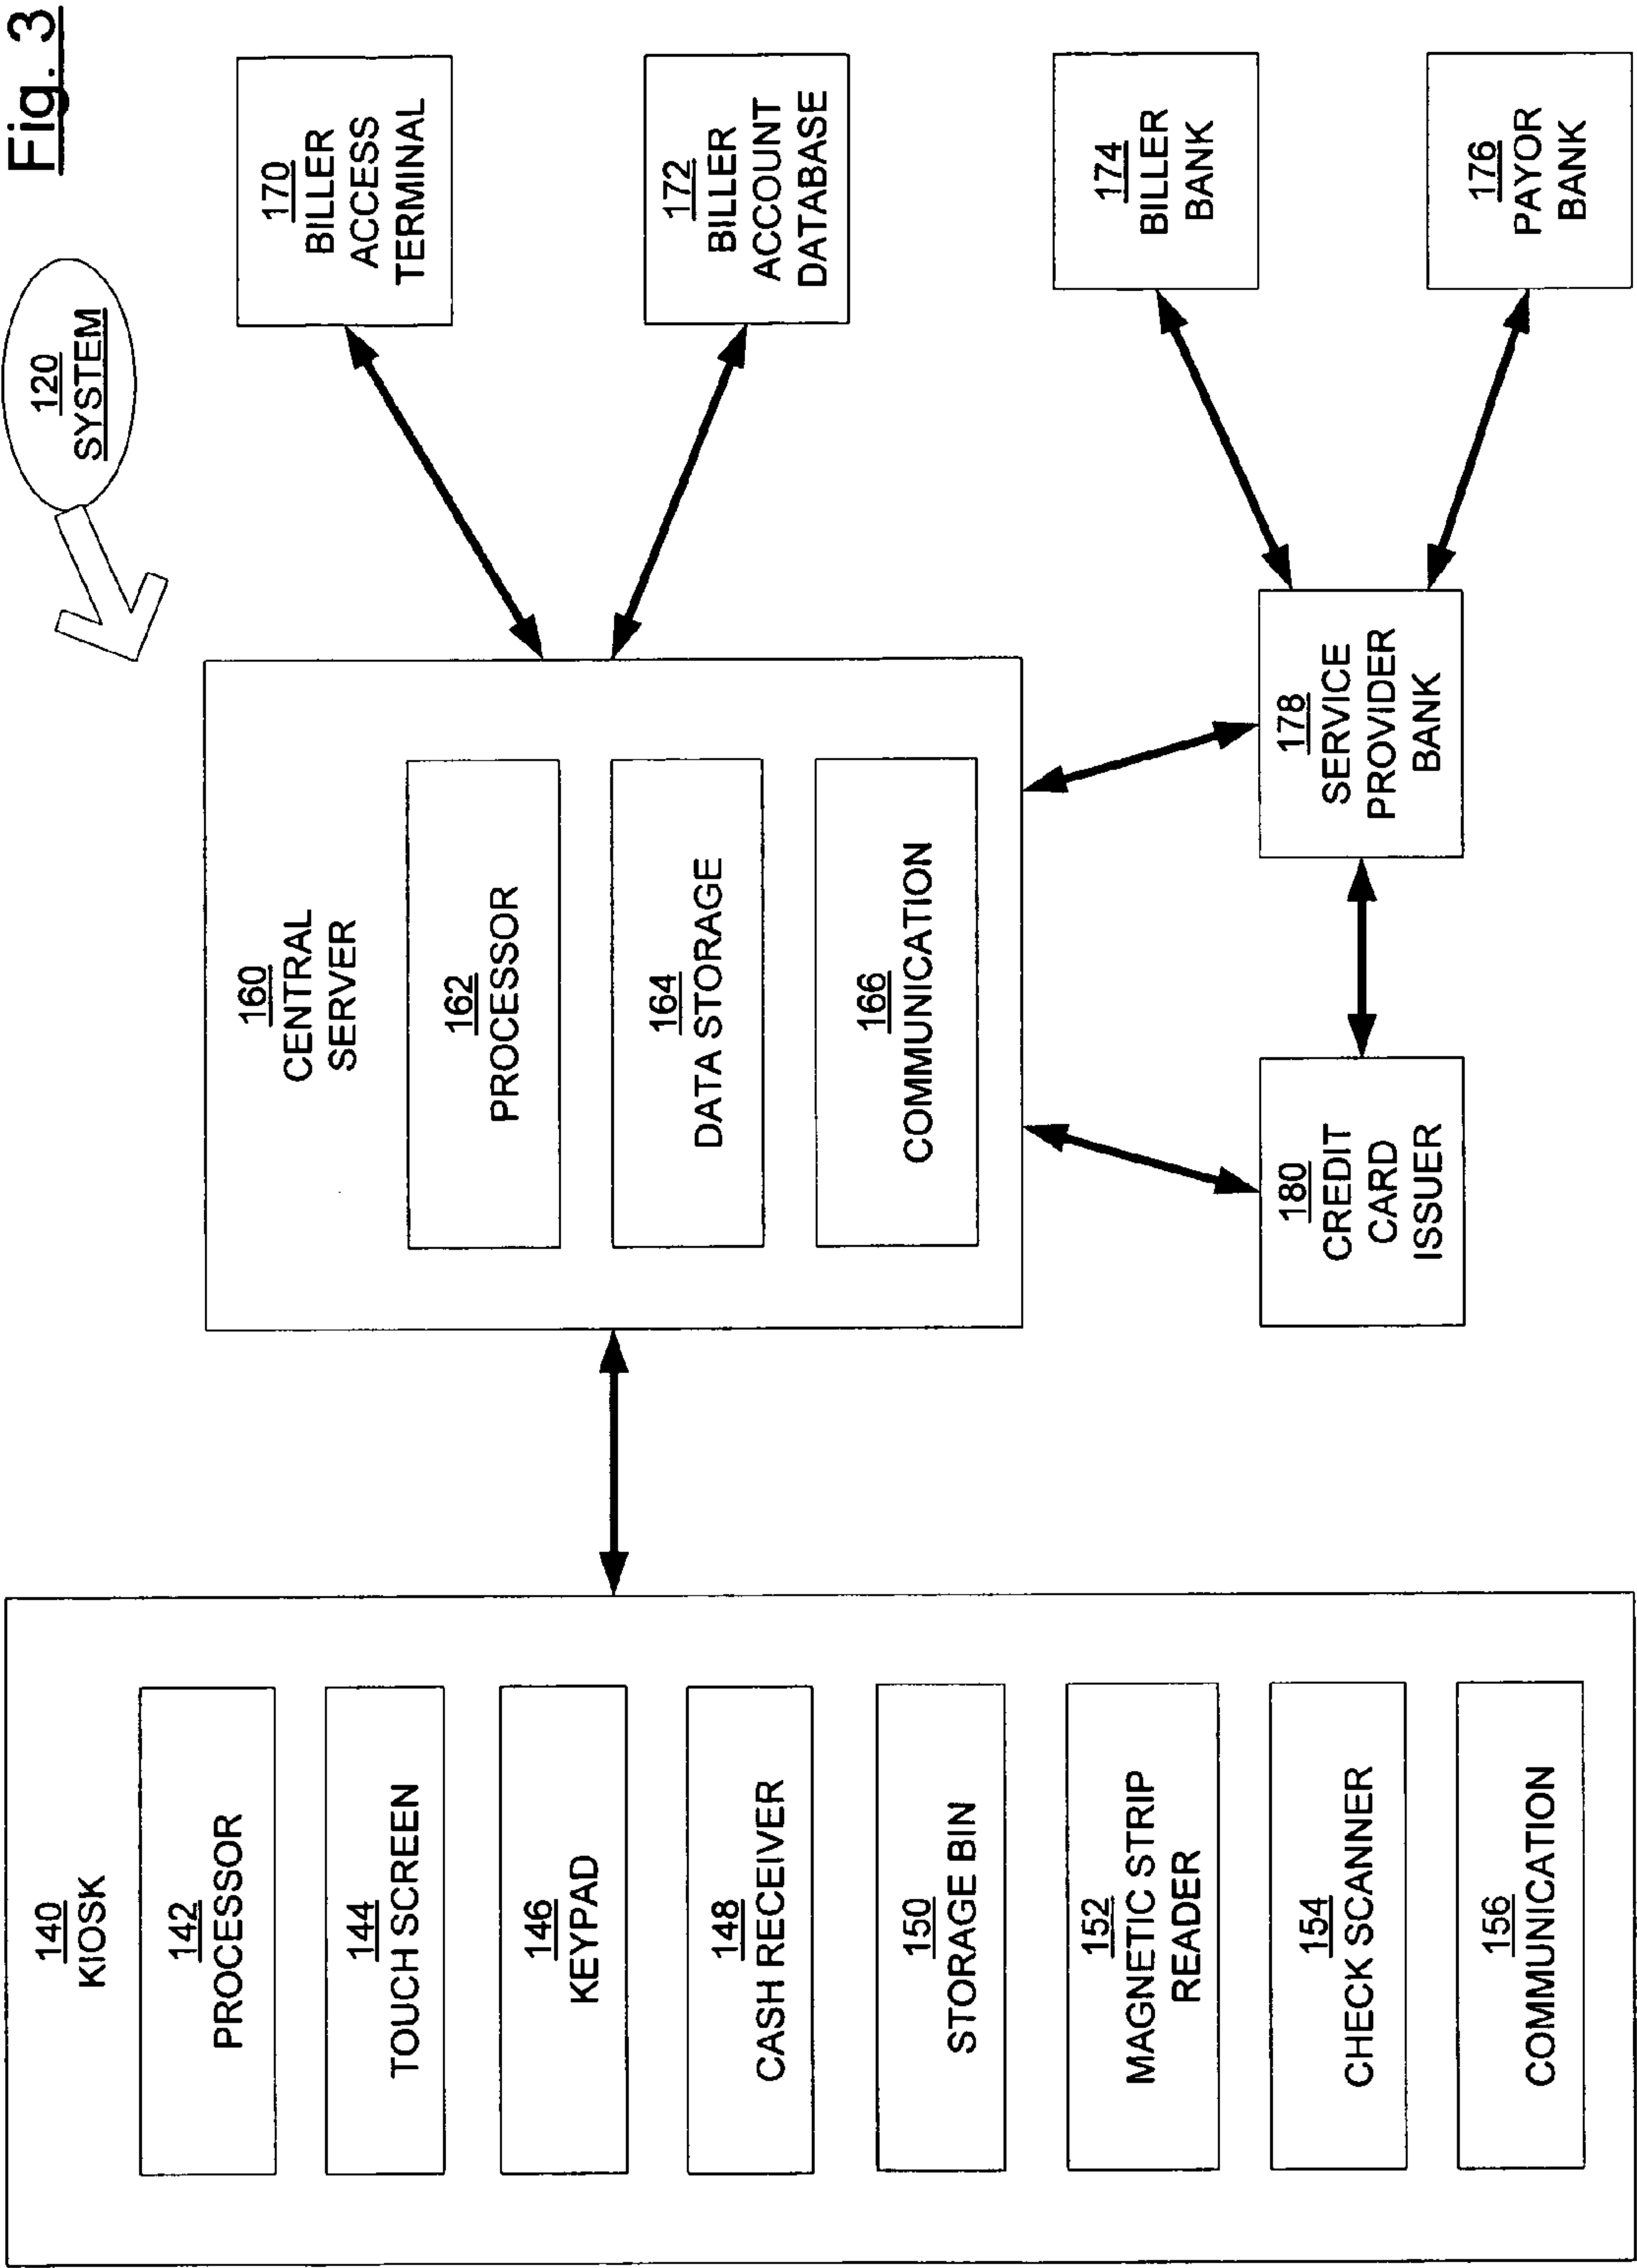 Fig. 3
120
SYSTEM
140
KIOSK
142
PROCESSOR
144
TOUCH SCREEN
146
KEYPAD
148
CASH RECEIVER
150
STORAGE BIN
152
MAGNETIC STRIP
READER
154
CHECK SCANNER
156
COMMUNICATION
160
CENTRAL
SERVER
162
PROCESSOR
164
DATA STORAGE
166
COMMUNICATION
170
BILLER
ACCESS
TERMINAL
172
BILLER
ACCOUNT
DATABASE
180
CREDIT
CARD
ISSUER
178
SERVICE
PROVIDER
BANK
174
BILLER
BANK
176
PAYOR
BANK